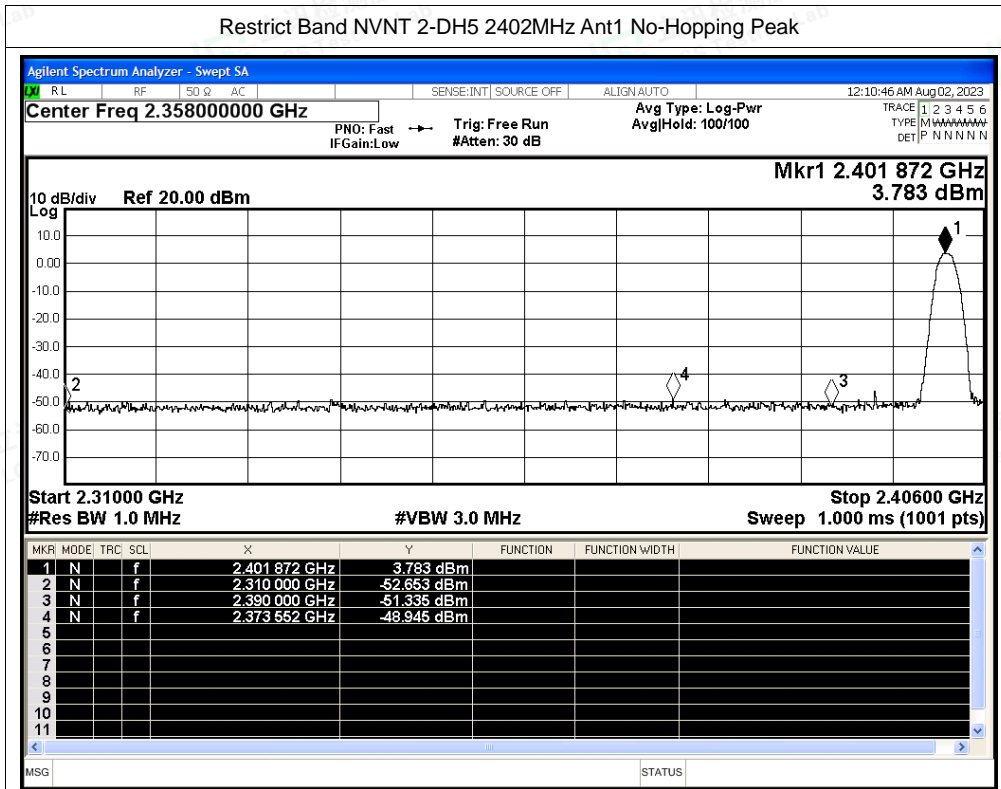 Restrict Band NVNT 2-DH5 2402MHz Ant1 No-Hopping Peak
Agilent Spectrum Analyzer - Swept SA
LXI RL RF 50 Ω AC SENSE:INT SOURCE OFF ALIGN AUTO 12:10:46 AM Aug 02, 2023
Center Freq 2.358000000 GHz
PNO: Fast
IFGain:Low
Trig: Free Run
#Atten: 30 dB
Avg Type: Log-Pwr
Avg|Hold: 100/100
TRACE 1 2 3 4 5 6
TYPE M WWWWW
DET P N N N N N
Mkr1 2.401 872 GHz
3.783 dBm
10 dB/div Ref 20.00 dBm
Log
10.0
0.00
-10.0
-20.0
-30.0
-40.0
-50.0
-60.0
-70.0
1
2
4
3
Start 2.31000 GHz Stop 2.40600 GHz
#Res BW 1.0 MHz #VBW 3.0 MHz Sweep 1.000 ms (1001 pts)
MKR MODE TRC SCL X Y FUNCTION FUNCTION WIDTH FUNCTION VALUE
1 N f 2.401 872 GHz 3.783 dBm
2 N f 2.310 000 GHz -52.653 dBm
3 N f 2.390 000 GHz -51.335 dBm
4 N f 2.373 552 GHz -48.945 dBm
5
6
7
8
9
10
11
MSG STATUS